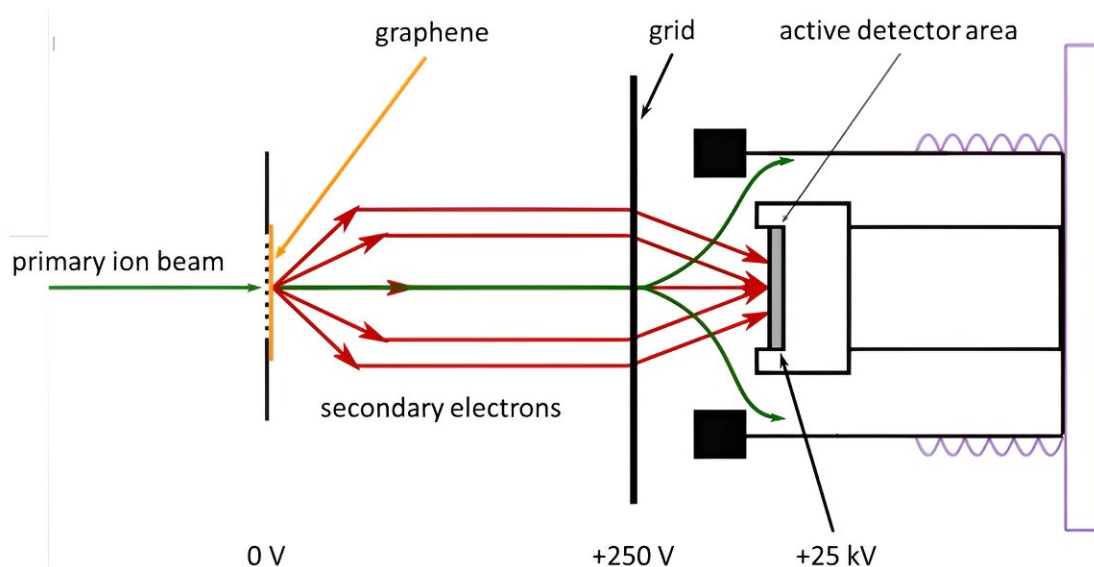 graphene
grid
active detector area
primary ion beam
secondary electrons
0 V
+250 V
+25 kV